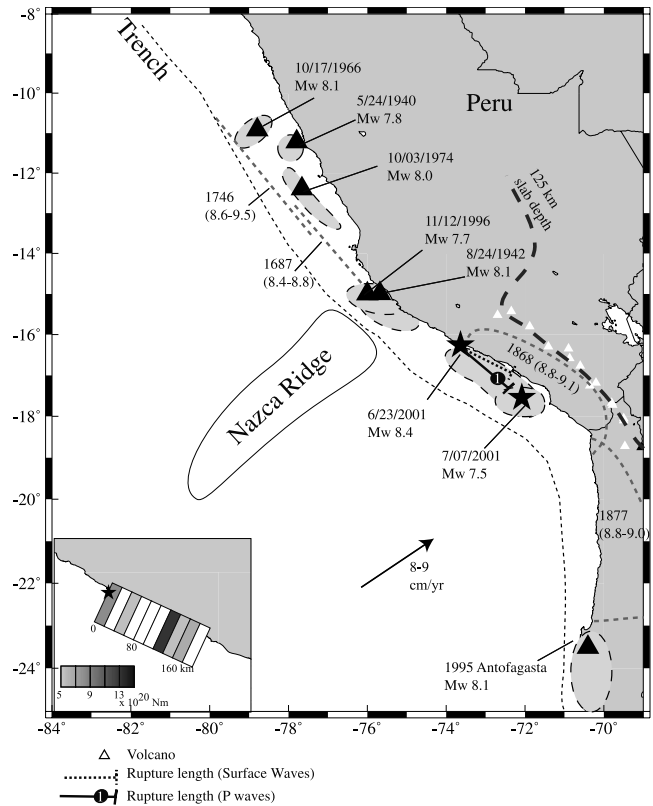 Trench
10/17/1966
Mw 8.1
5/24/1940
Mw 7.8
Peru
10/03/1974
Mw 8.0
125 km
slab depth
1746
(8.6-9.5)
11/12/1996
Mw 7.7
8/24/1942
Mw 8.1
1687
(8.4-8.8)
1868 (8.8-9.1)
Nazca Ridge
1
6/23/2001
Mw 8.4
7/07/2001
Mw 7.5
1877
(8.8-9.0)
8-9
cm/yr
1995 Antofagasta
Mw 8.1
0
80
160 km
5 9 13
x 10²⁰ Nm
-8°
-10°
-12°
-14°
-16°
-18°
-20°
-22°
-24°
-84° -82° -80° -78° -76° -74° -72° -70°
Volcano
Rupture length (Surface Waves)
1 Rupture length (P waves)